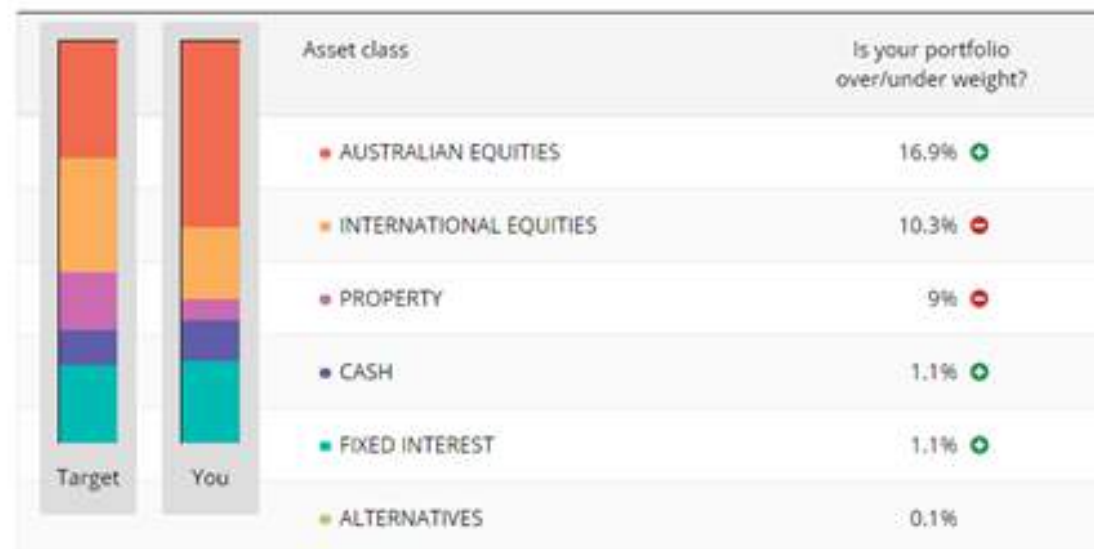 Asset class
Is your portfolio
over/under weight?
AUSTRALIAN EQUITIES 16.9%
INTERNATIONAL EQUITIES 10.3%
PROPERTY 9%
CASH 1.1%
FIXED INTEREST 1.1%
Target You
ALTERNATIVES 0.1%